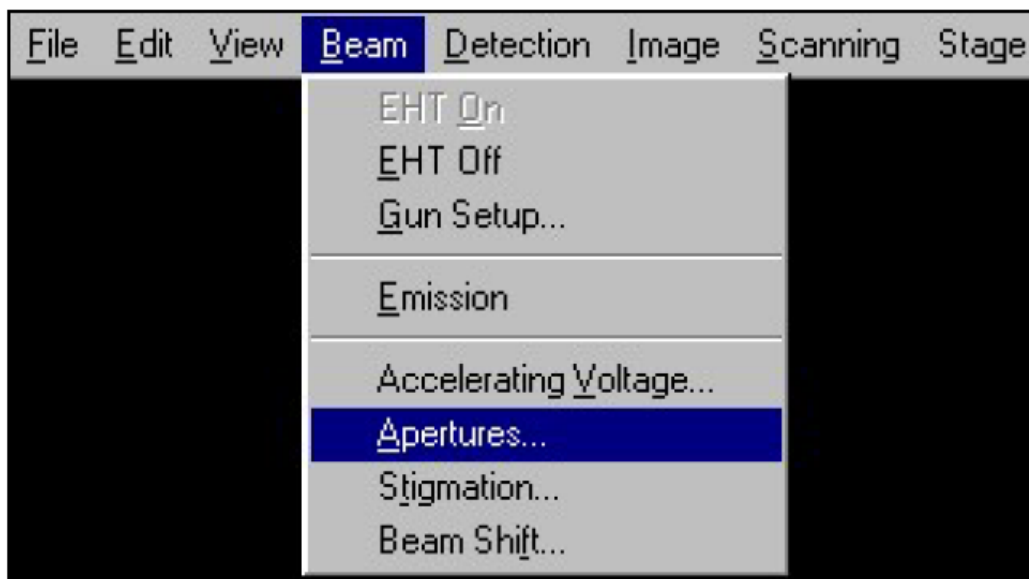 File Edit View Beam Detection Image Scanning Stage
EHT On
EHT Off
Gun Setup...
Emission
Accelerating Voltage...
Apertures...
Stigmation...
Beam Shift...